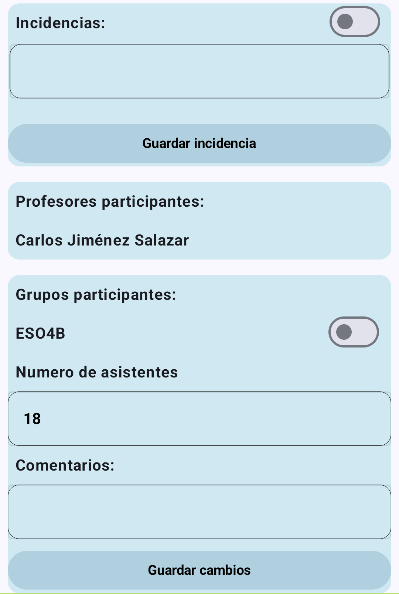 Incidencias:
Guardar incidencia
Profesores participantes:
Carlos Jiménez Salazar
Grupos participantes:
ESO4B
Numero de asistentes
18
Comentarios:
Guardar cambios